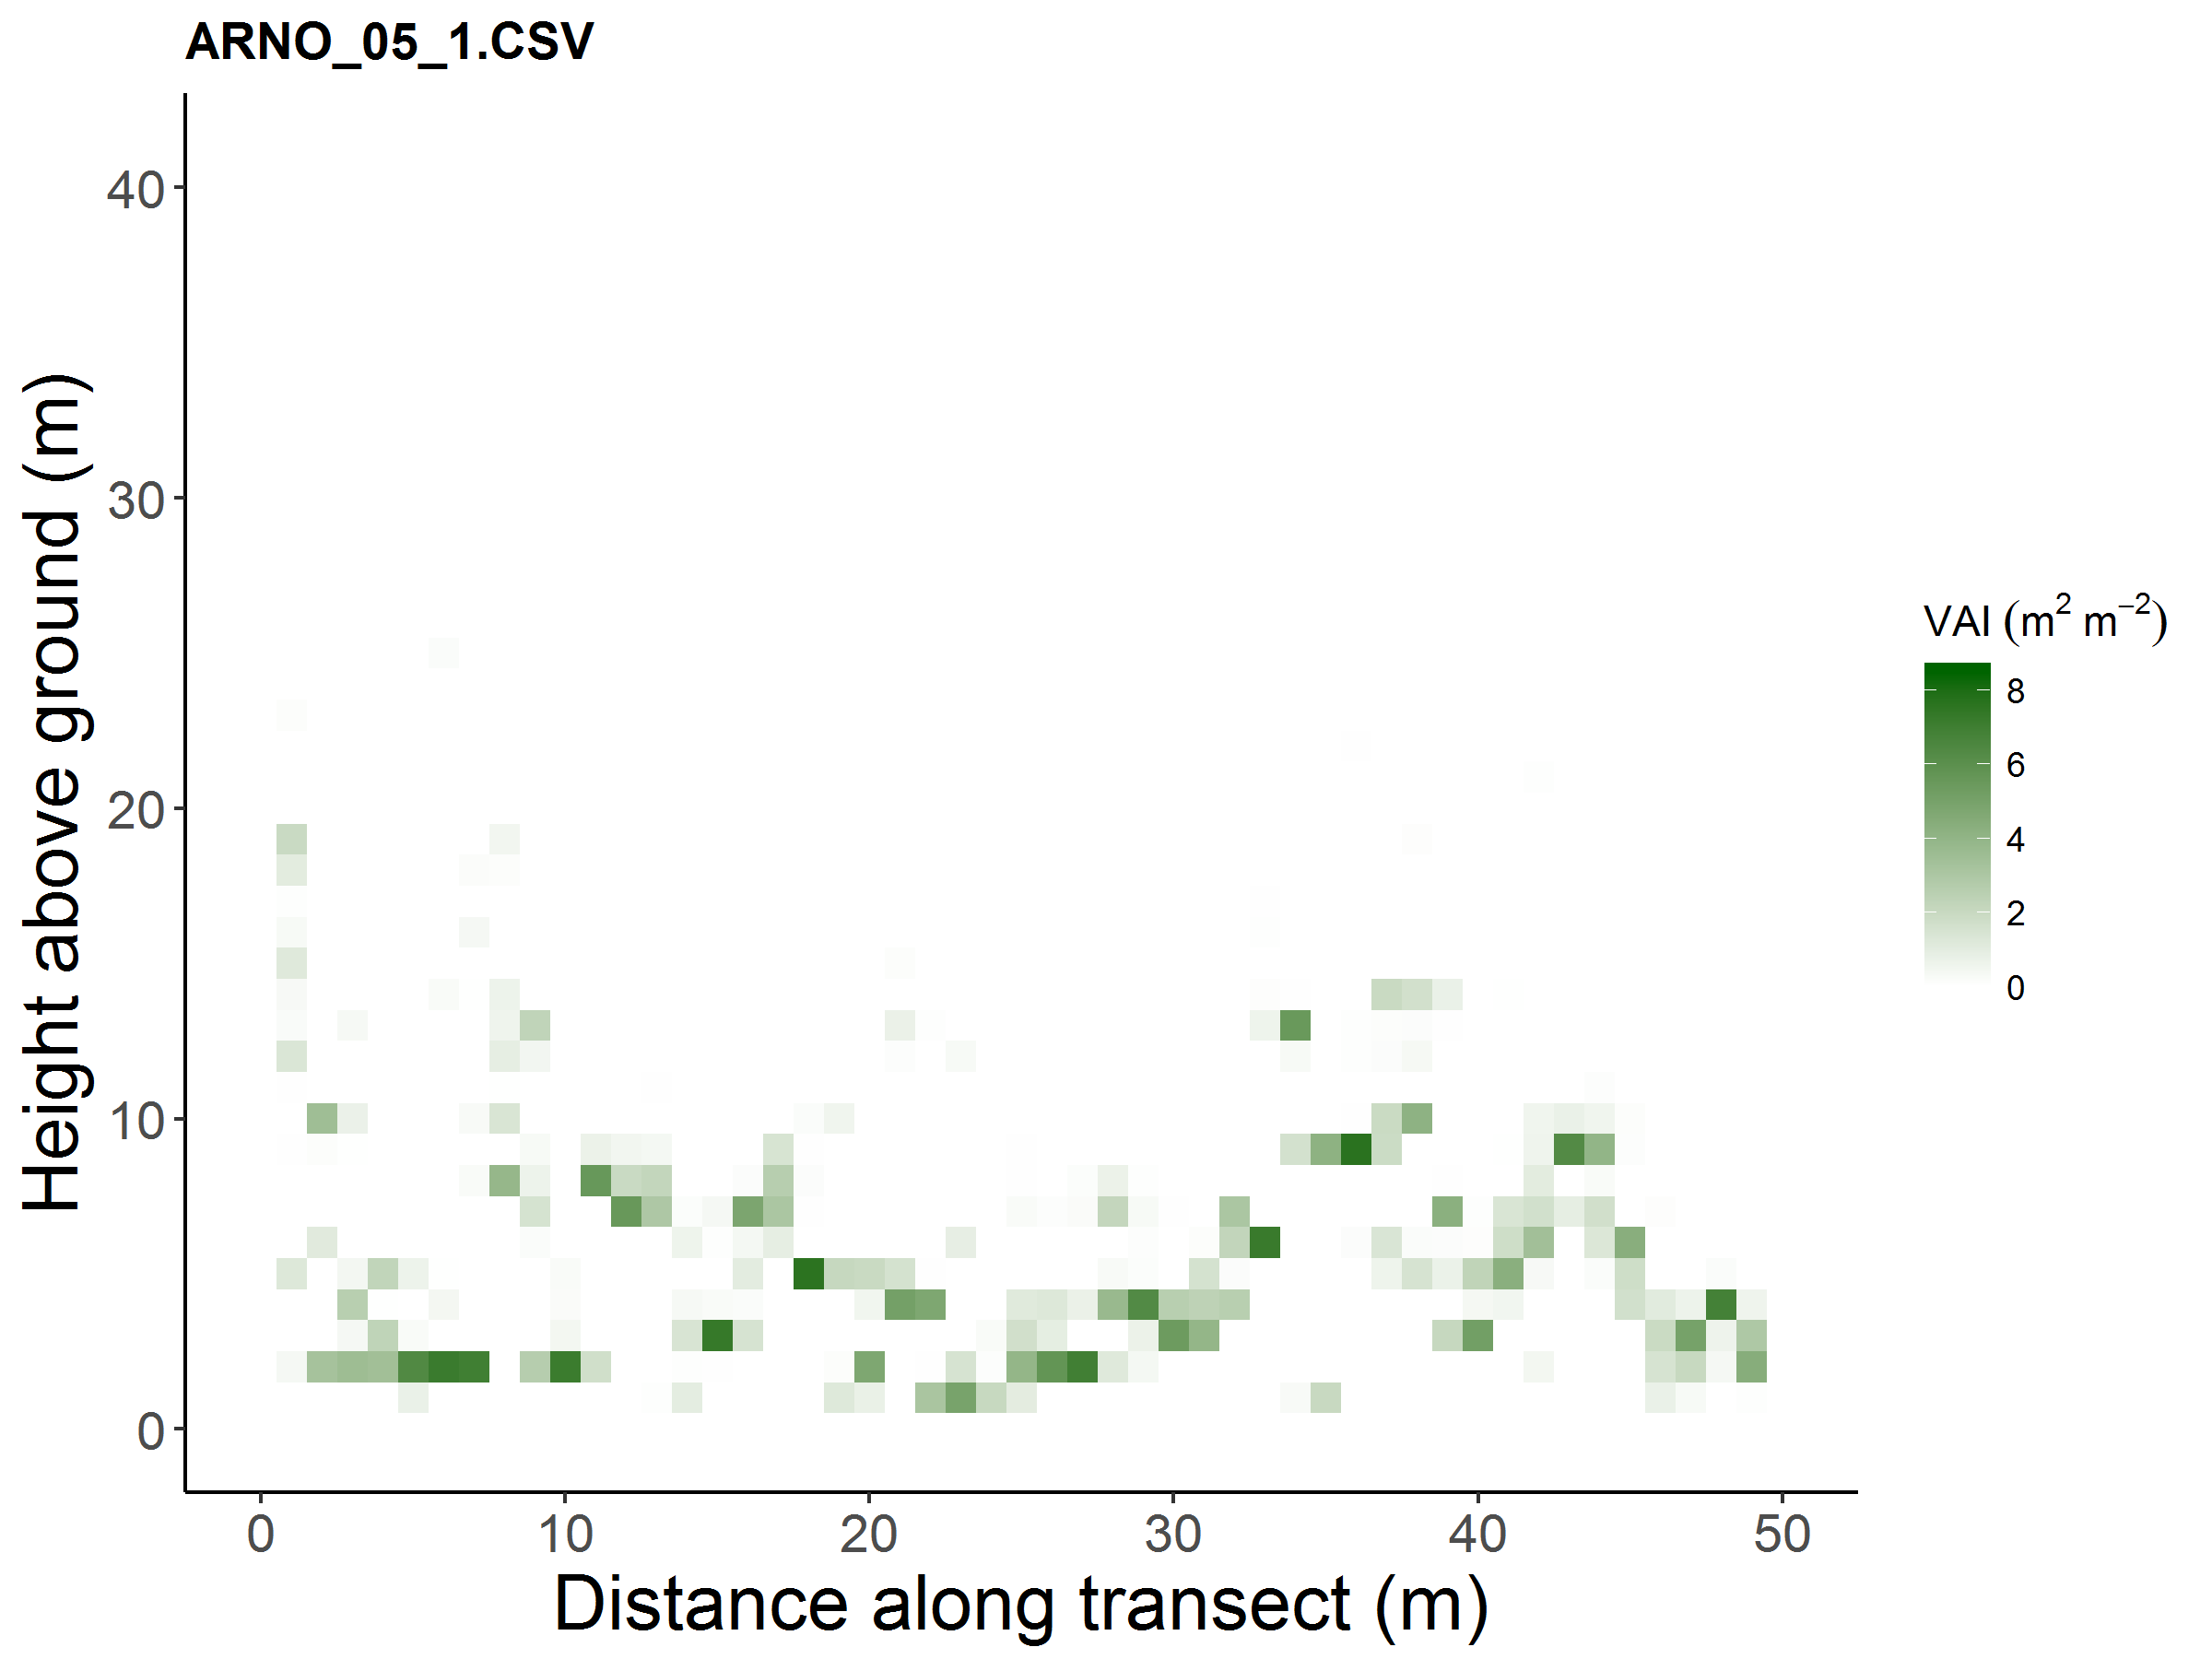 ARNO_05_1.CSV
Height above ground (m)
40
30
20
10
0
0 10 20 30 40 50
Distance along transect (m)
VAI (m² m⁻²)
8
6
4
2
0